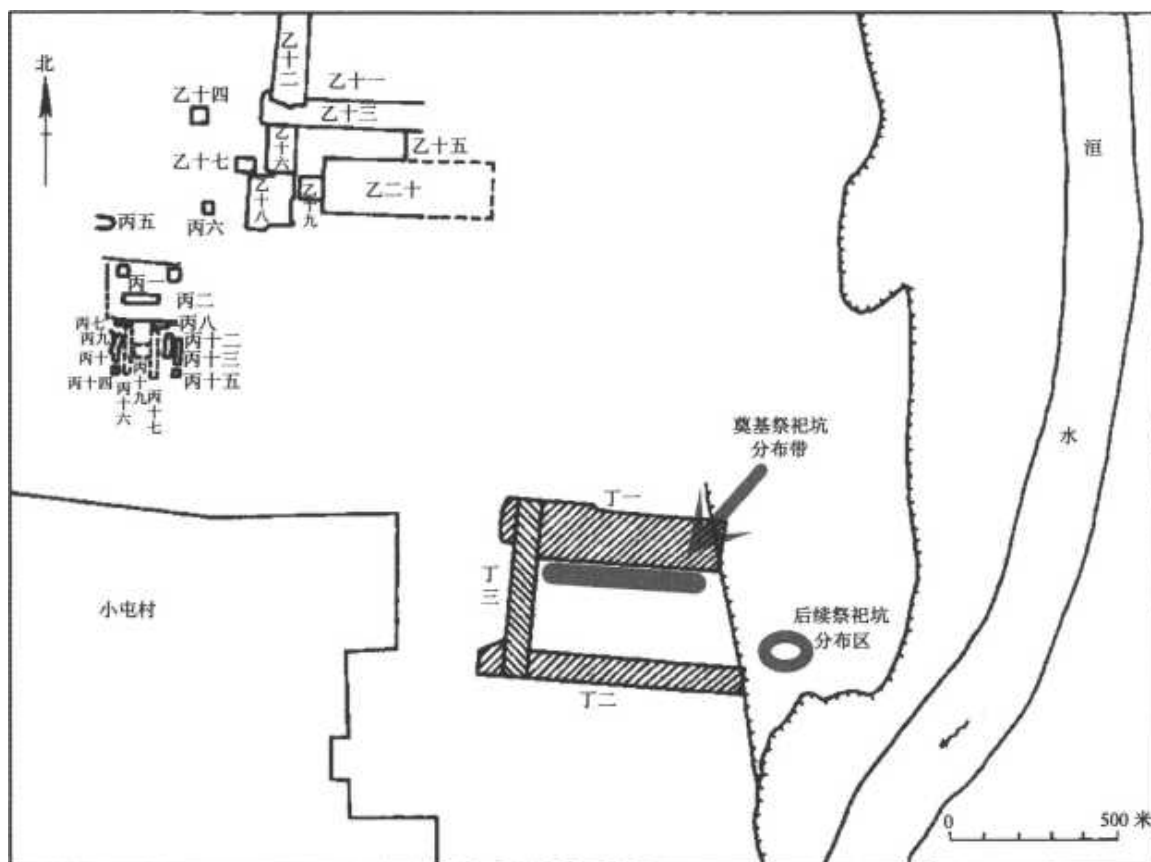 北
乙十二
乙十一
乙十四
乙十三
乙十六
乙十五
乙十七
乙十八
乙十九
乙二十
丙五
丙六
丙一
丙二
丙七
丙八
丙九
丙十二
丙十
丙十三
丙十四
丙十六
丙十九
丙十七
丙十五
洹
水
奠基祭祀坑
分布带
丁一
丁三
丁二
小屯村
后续祭祀坑
分布区
0
500 米